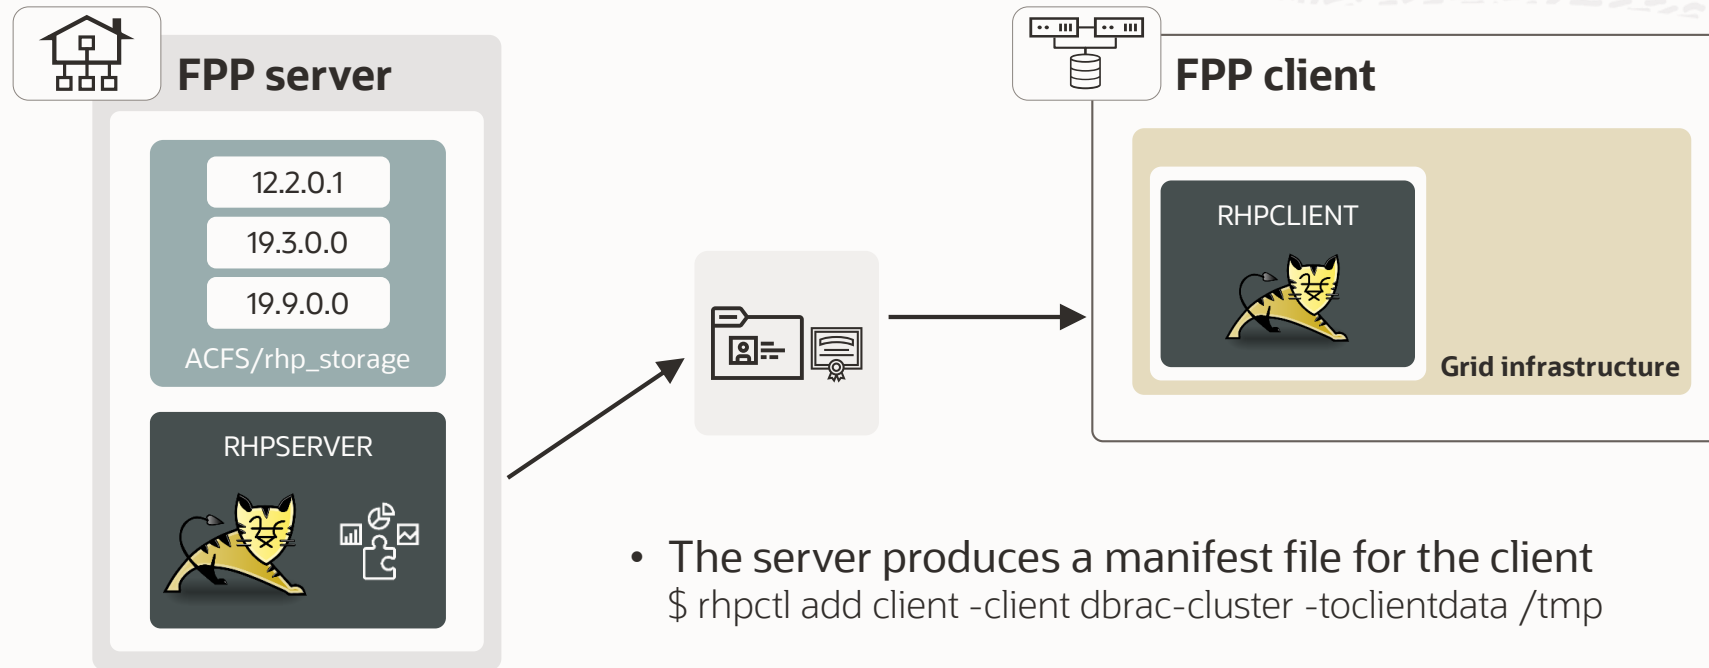 FPP server
12.2.0.1
19.3.0.0
19.9.0.0
ACFS/rhp_storage
RHPSERVER
FPP client
RHPCLIENT
Grid infrastructure
• The server produces a manifest file for the client
$ rhpctl add client -client dbrac-cluster -toclientdata /tmp